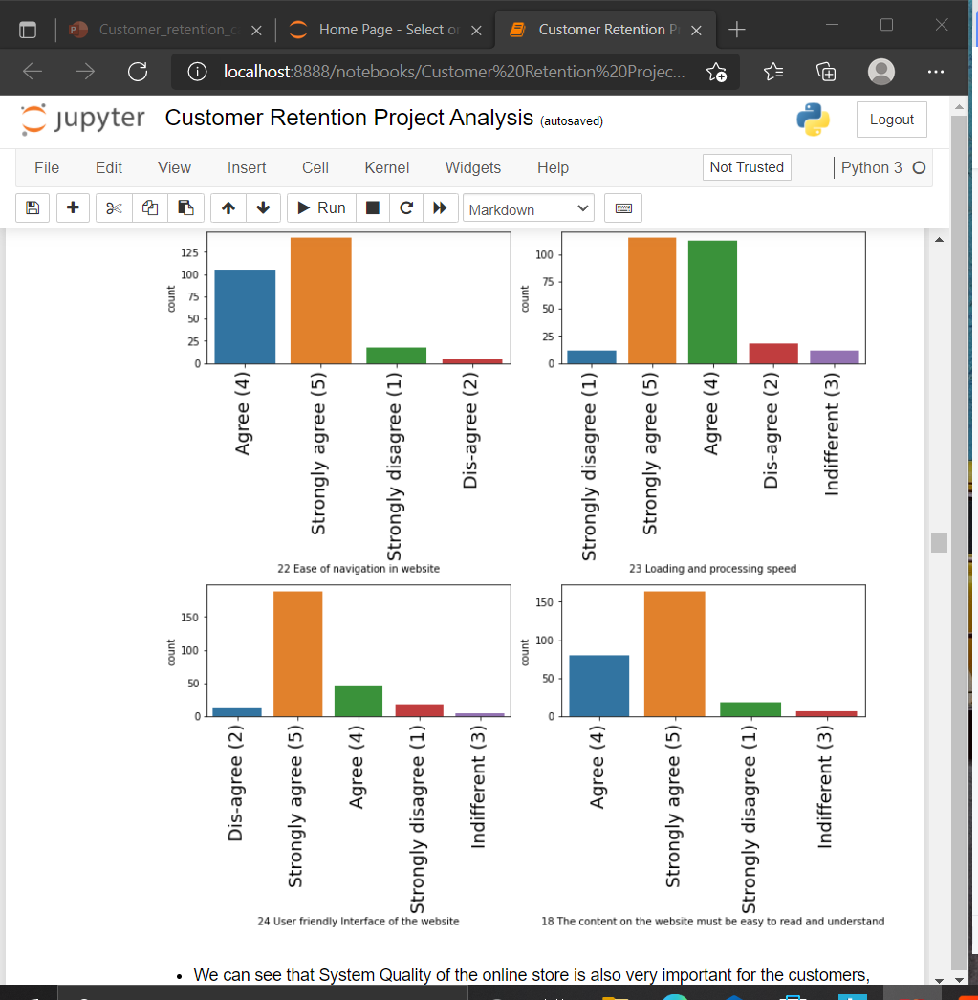 Customer_retention_c
Home Page - Select or
Customer Retention P
localhost:8888/notebooks/Customer%20Retention%20Projec...
jupyter Customer Retention Project Analysis (autosaved)
Logout
File Edit View Insert Cell Kernel Widgets Help Not Trusted Python 3
Run Markdown
count
125
100
75
50
25
0
Agree (4)
Strongly agree (5)
Strongly disagree (1)
Dis-agree (2)
22 Ease of navigation in website
count
100
75
50
25
0
Strongly disagree (1)
Strongly agree (5)
Agree (4)
Dis-agree (2)
Indifferent (3)
23 Loading and processing speed
count
150
100
50
0
Dis-agree (2)
Strongly agree (5)
Agree (4)
Strongly disagree (1)
Indifferent (3)
24 User friendly Interface of the website
count
150
100
50
0
Agree (4)
Strongly agree (5)
Strongly disagree (1)
Indifferent (3)
18 The content on the website must be easy to read and understand
• We can see that System Quality of the online store is also very important for the customers,